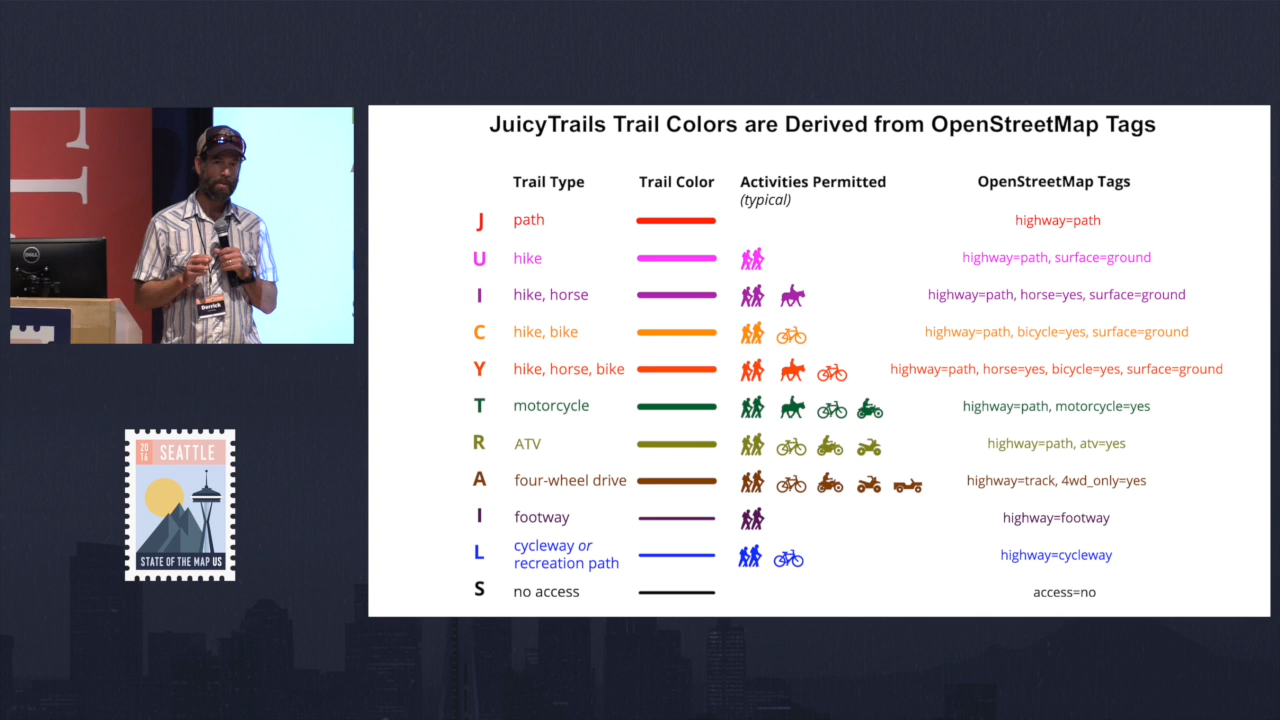 JuicyTrails Trail Colors are Derived from OpenStreetMap Tags
Trail Type Trail Color Activities Permitted OpenStreetMap Tags
(typical)
J path highway=path
U hike highway=path, surface=ground
I hike, horse highway=path, horse=yes, surface=ground
C hike, bike highway=path, bicycle=yes, surface=ground
Y hike, horse, bike highway=path, horse=yes, bicycle=yes, surface=ground
T motorcycle highway=path, motorcycle=yes
R ATV highway=path, atv=yes
A four-wheel drive highway=track, 4wd_only=yes
I footway highway=footway
L cycleway or recreation path highway=cycleway
S no access access=no
DELL
Derrick
20
16 SEATTLE
STATE OF THE MAP US